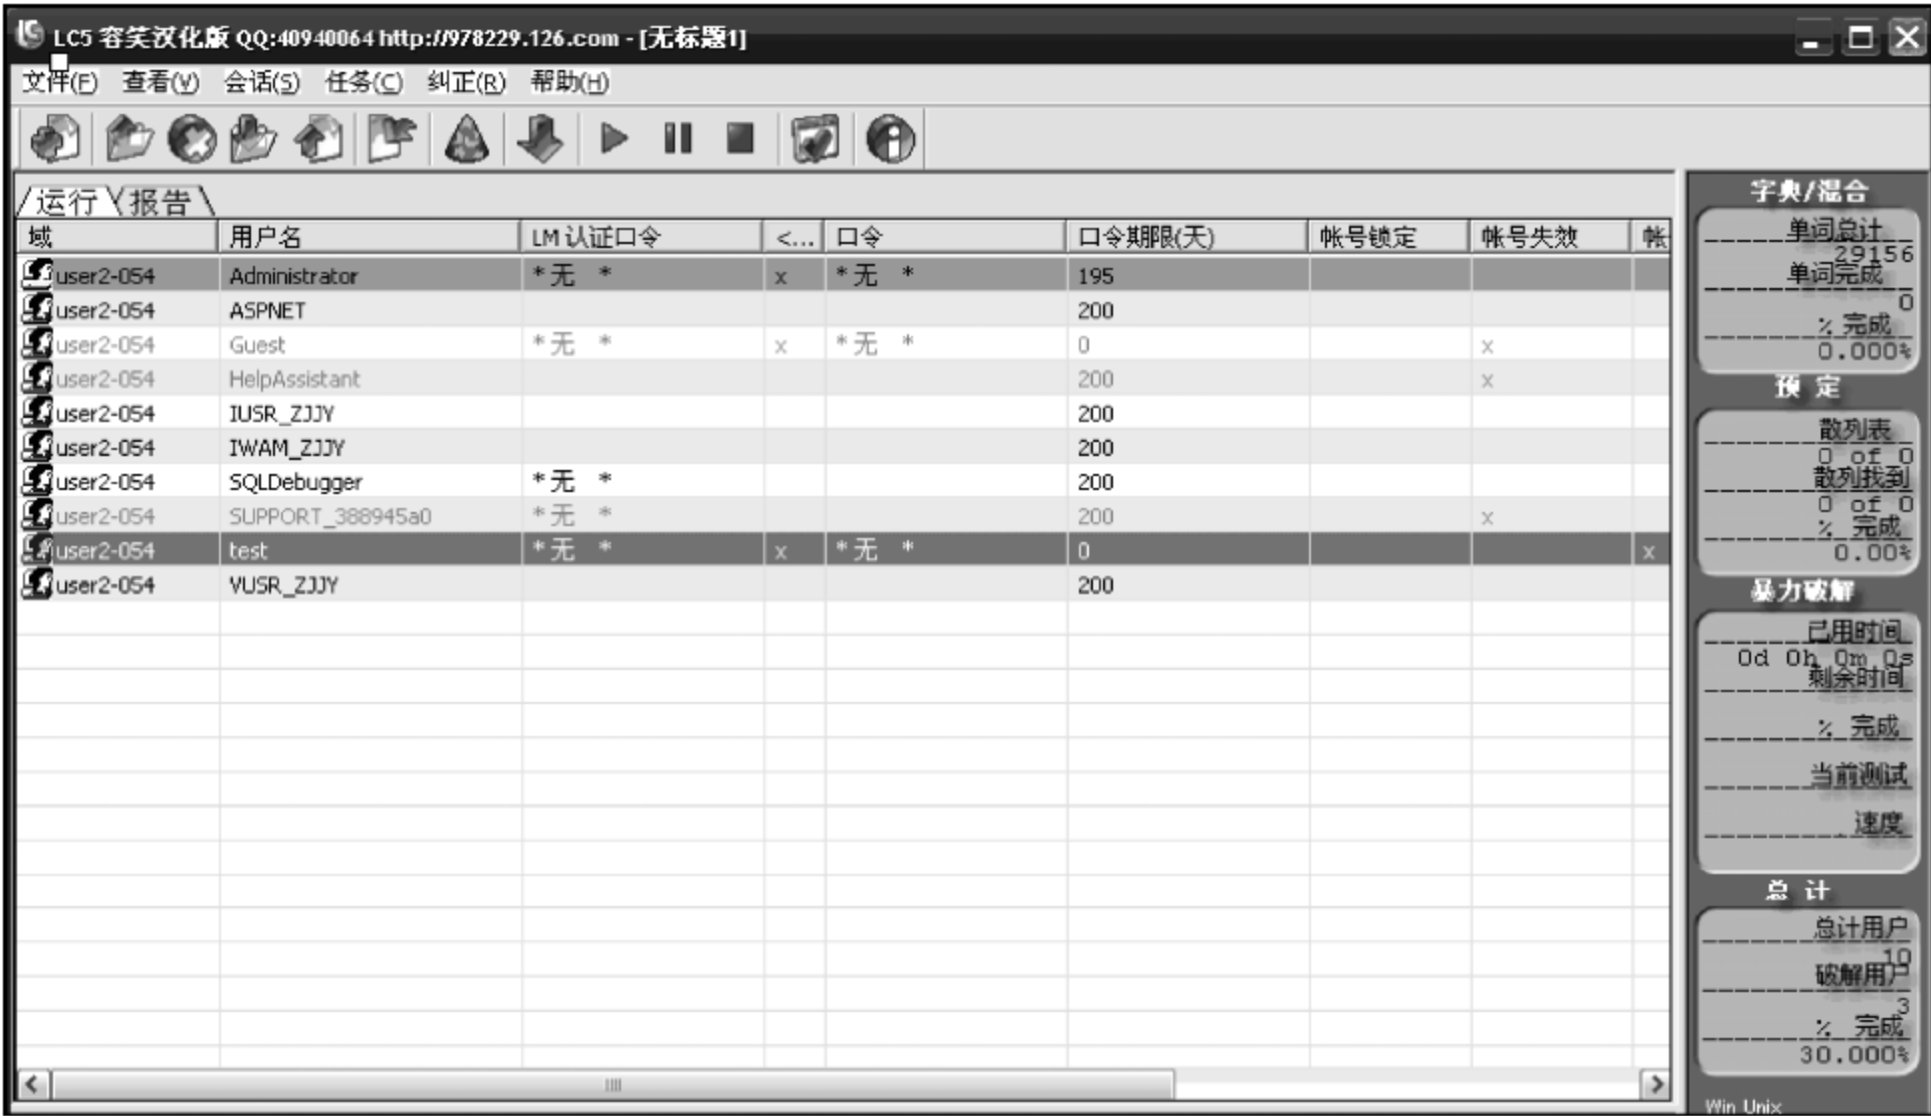 LC5 容笑汉化版 QQ:40940064 http://978229.126.com - [无标题1]
文件(F) 查看(V) 会话(S) 任务(C) 纠正(R) 帮助(H)
运行 报告
域 用户名 LM 认证口令 <... 口令 口令期限(天) 帐号锁定 帐号失效 帐
user2-054 Administrator * 无 * x * 无 * 195
user2-054 ASPNET 200
user2-054 Guest * 无 * x * 无 * 0 x
user2-054 HelpAssistant 200 x
user2-054 IUSR_ZJJY 200
user2-054 IWAM_ZJJY 200
user2-054 SQLDebugger * 无 * 200
user2-054 SUPPORT_388945a0 * 无 * 200 x
user2-054 test * 无 * x * 无 * 0 x
user2-054 VUSR_ZJJY 200
字典/混合
单词总计
29156
单词完成
0
% 完成
0.000%
预 定
散列表
0 of 0
散列找到
0 of 0
% 完成
0.00%
暴力破解
已用时间
0d 0h 0m 0s
剩余时间
% 完成
当前测试
速度
总 计
总计用户
10
破解用户
3
% 完成
30.000%
Win Unix